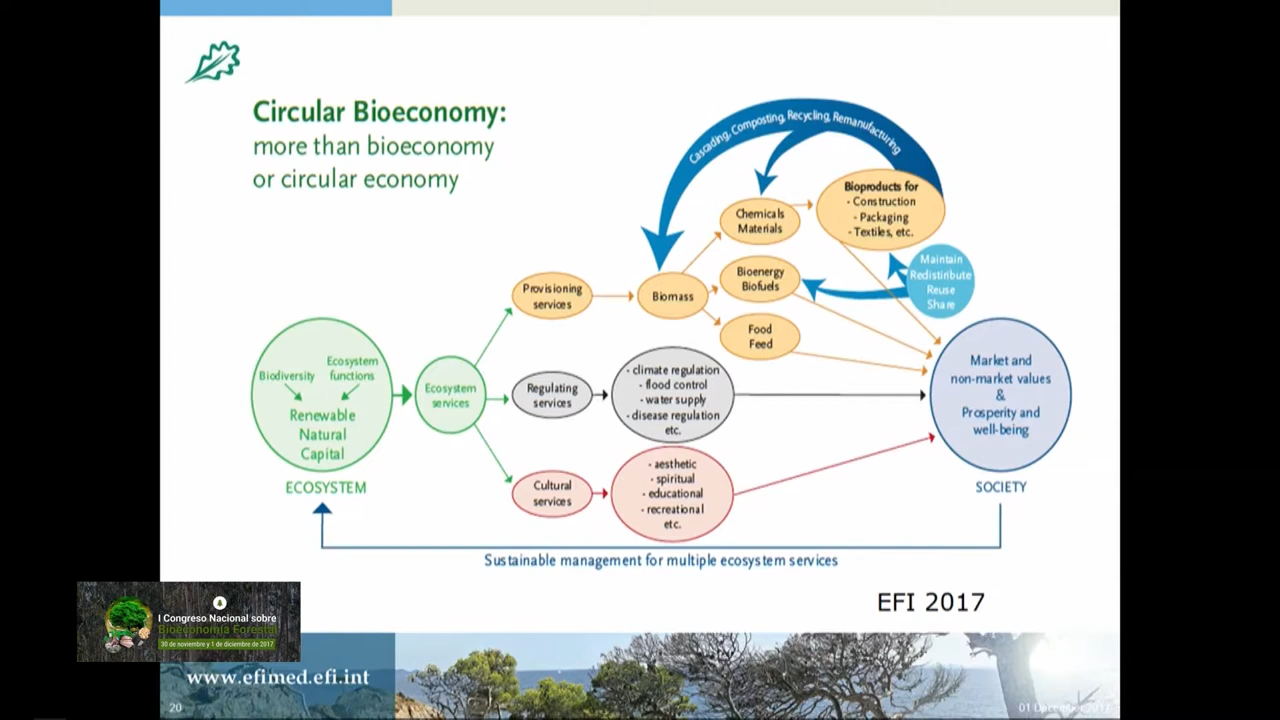 Circular Bioeconomy:
more than bioeconomy
or circular economy
Cascading, Composting, Recycling, Remanufacturing
Bioproducts for
- Construction
- Packaging
- Textiles, etc.
Chemicals
Materials
Maintain
Redistribute
Reuse
Share
Bioenergy
Biofuels
Provisioning
services
Biomass
Food
Feed
Biodiversity
Ecosystem
functions
Renewable
Natural
Capital
ECOSYSTEM
Ecosystem
services
Regulating
services
- climate regulation
- flood control
- water supply
- disease regulation
etc.
Market and
non-market values
&
Prosperity and
well-being
SOCIETY
Cultural
services
- aesthetic
- spiritual
- educational
- recreational
etc.
Sustainable management for multiple ecosystem services
EFI 2017
I Congreso Nacional sobre
Bioeconomía Forestal
30 de noviembre y 1 de diciembre de 2017
www.efimed.efi.int
20
01 December 2017